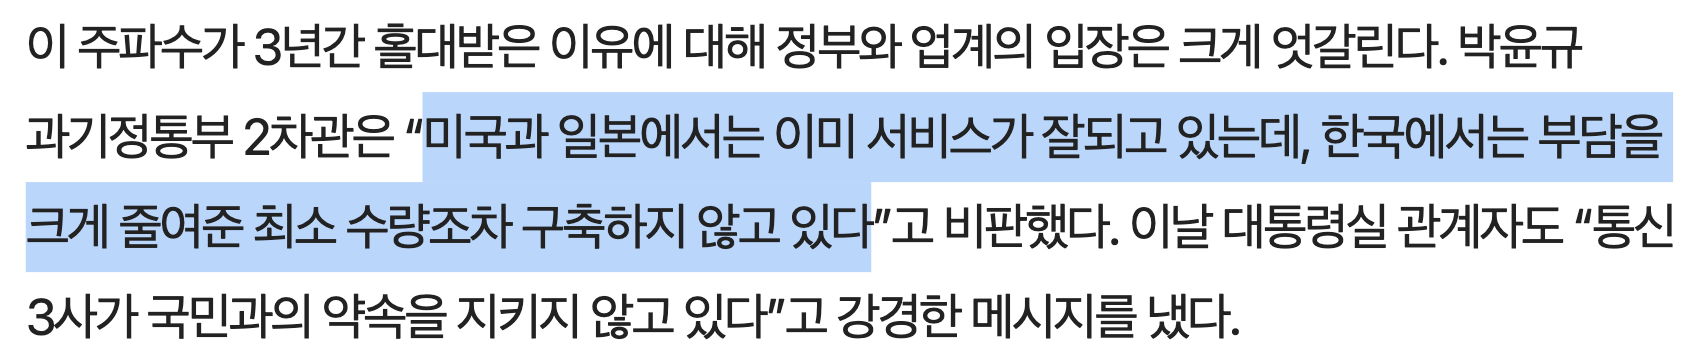 이 주파수가 3년간 홀대받은 이유에 대해 정부와 업계의 입장은 크게 엇갈린다. 박윤규
과기정통부 2차관은 “미국과 일본에서는 이미 서비스가 잘되고 있는데, 한국에서는 부담을
크게 줄여준 최소 수량조차 구축하지 않고 있다”고 비판했다. 이날 대통령실 관계자도 “통신
3사가 국민과의 약속을 지키지 않고 있다”고 강경한 메시지를 냈다.